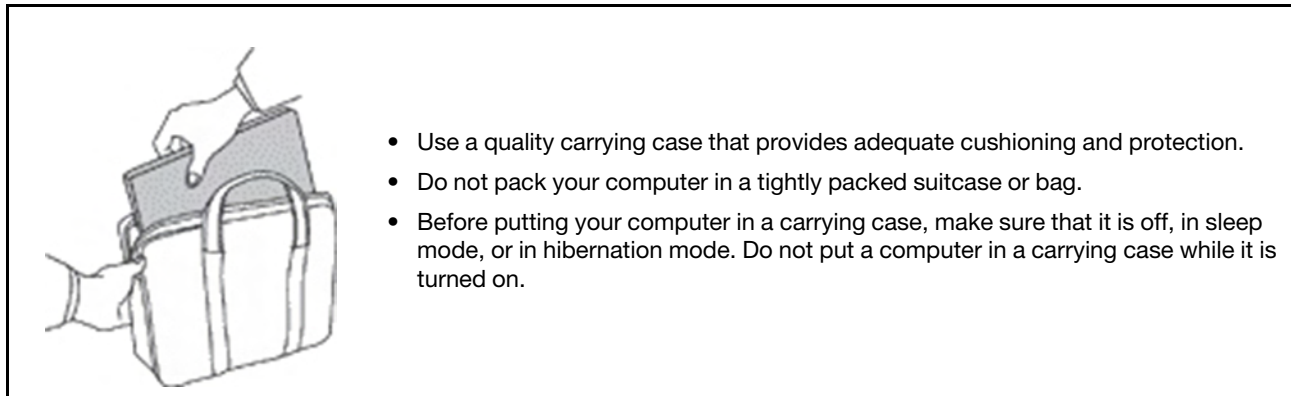 • Use a quality carrying case that provides adequate cushioning and protection.
• Do not pack your computer in a tightly packed suitcase or bag.
• Before putting your computer in a carrying case, make sure that it is off, in sleep
mode, or in hibernation mode. Do not put a computer in a carrying case while it is
turned on.